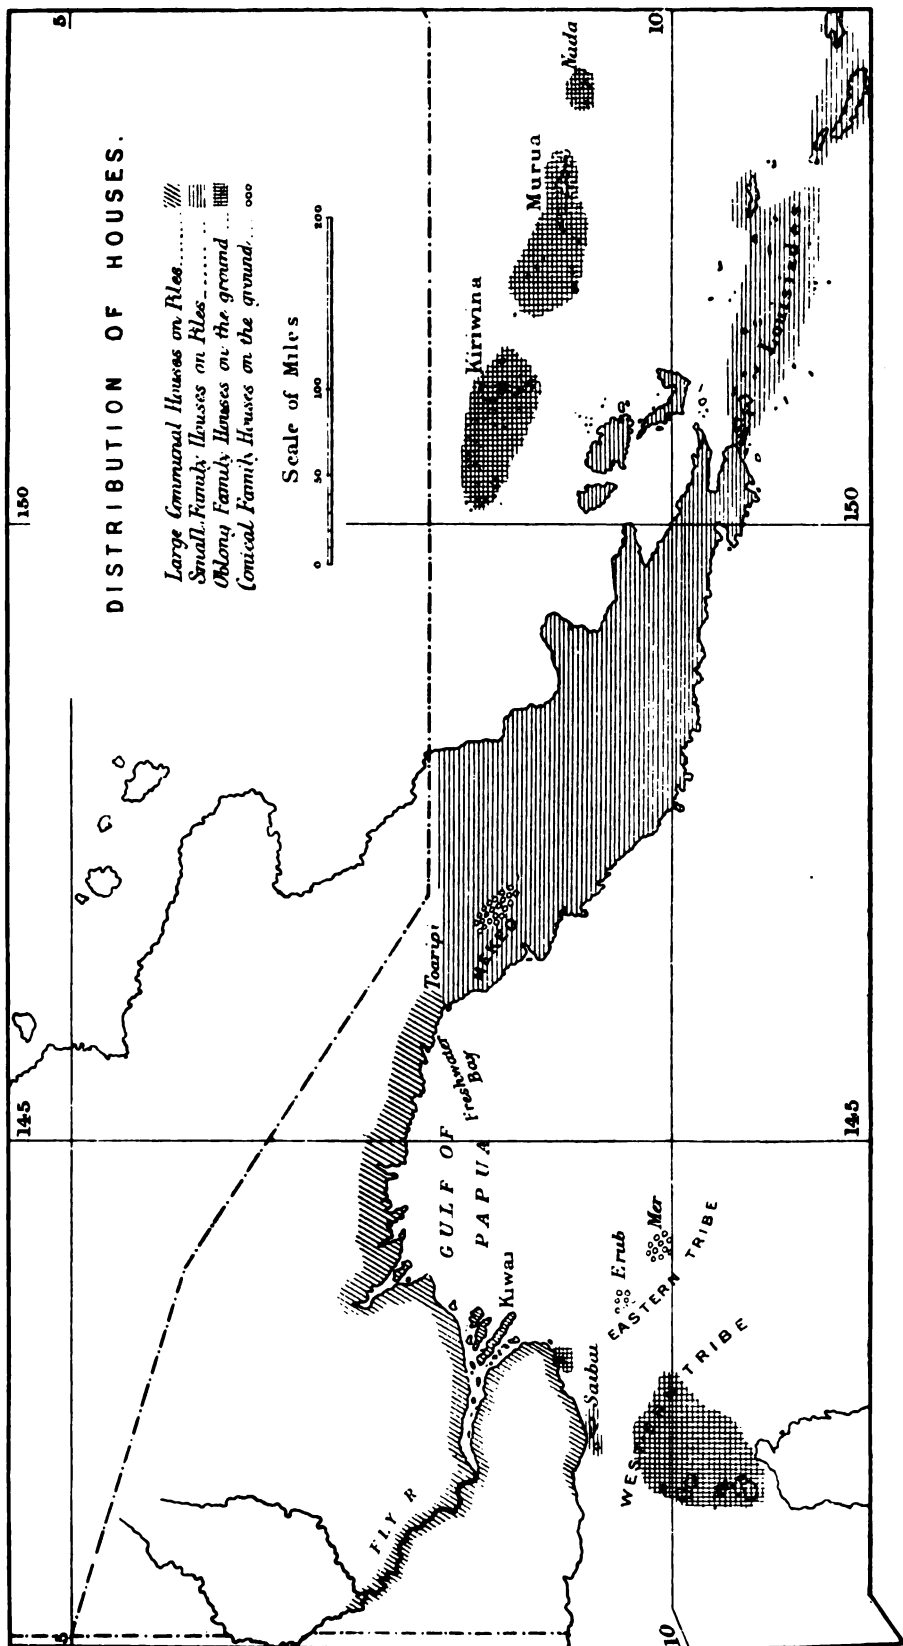 DISTRIBUTION OF HOUSES.
Large Communal Houses on Piles
Small Family Houses on Piles
Oblong Family Houses on the ground
Conical Family Houses on the ground
Scale of Miles
0 50 100 200
145
150
5
5
10
10
145
150
Nada
Murua
Kiriwina
Louisiades
Toaripi
MEKEO
Freshwater
Bay
GULF OF
PAPUA
Kiwai
FLY R
Mer
Erub
EASTERN TRIBE
Saibai
WESTERN TRIBE